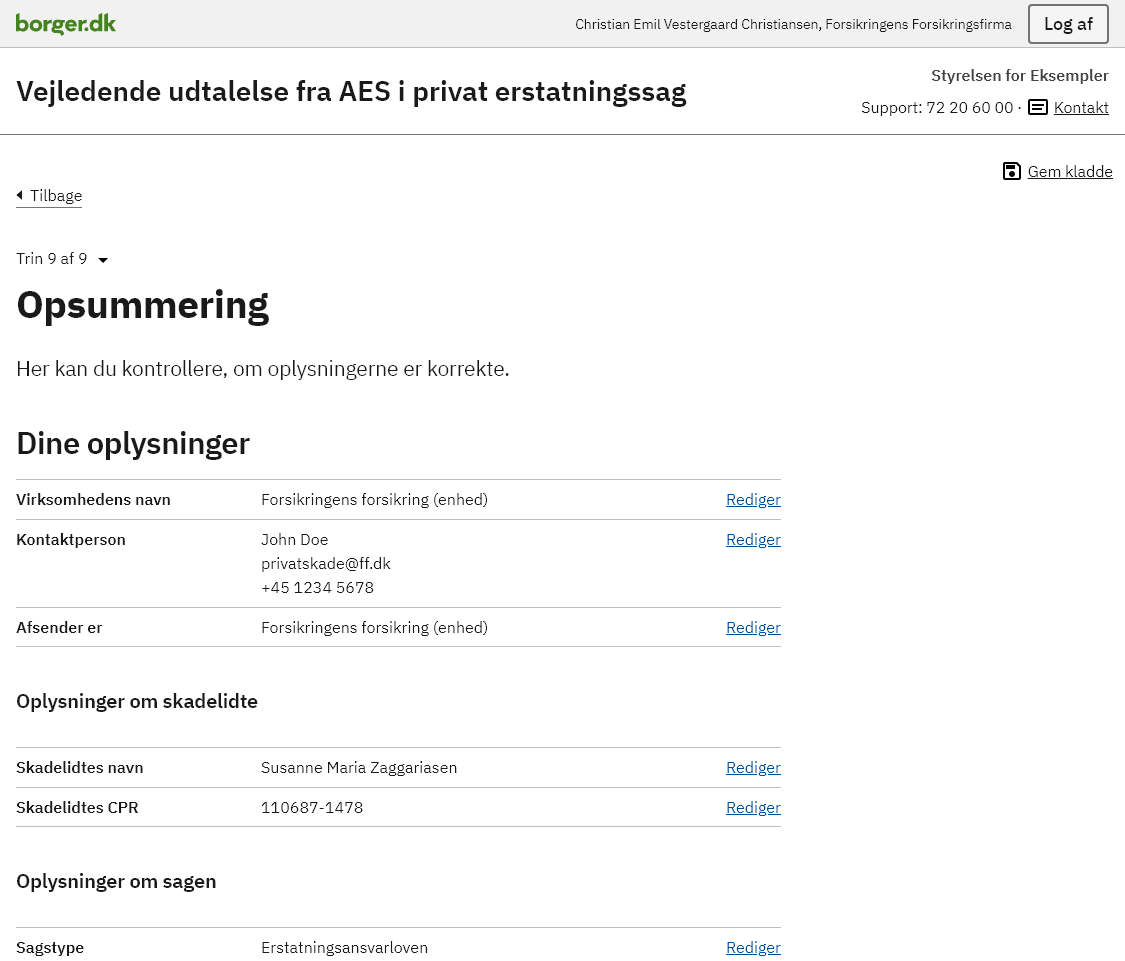 borger.dk
Christian Emil Vestergaard Christiansen, Forsikringens Forsikringsfirma
Log af
Vejledende udtalelse fra AES i privat erstatningssag
Styrelsen for Eksempler
Support: 72 20 60 00 · Kontakt
Gem kladde
Tilbage
Trin 9 af 9
Opsummering
Her kan du kontrollere, om oplysningerne er korrekte.
Dine oplysninger
Virksomhedens navn Forsikringens forsikring (enhed) Rediger
Kontaktperson John Doe Rediger
privatskade@ff.dk
+45 1234 5678
Afsender er Forsikringens forsikring (enhed) Rediger
Oplysninger om skadelidte
Skadelidtes navn Susanne Maria Zaggariasen Rediger
Skadelidtes CPR 110687-1478 Rediger
Oplysninger om sagen
Sagstype Erstatningsansvarloven Rediger